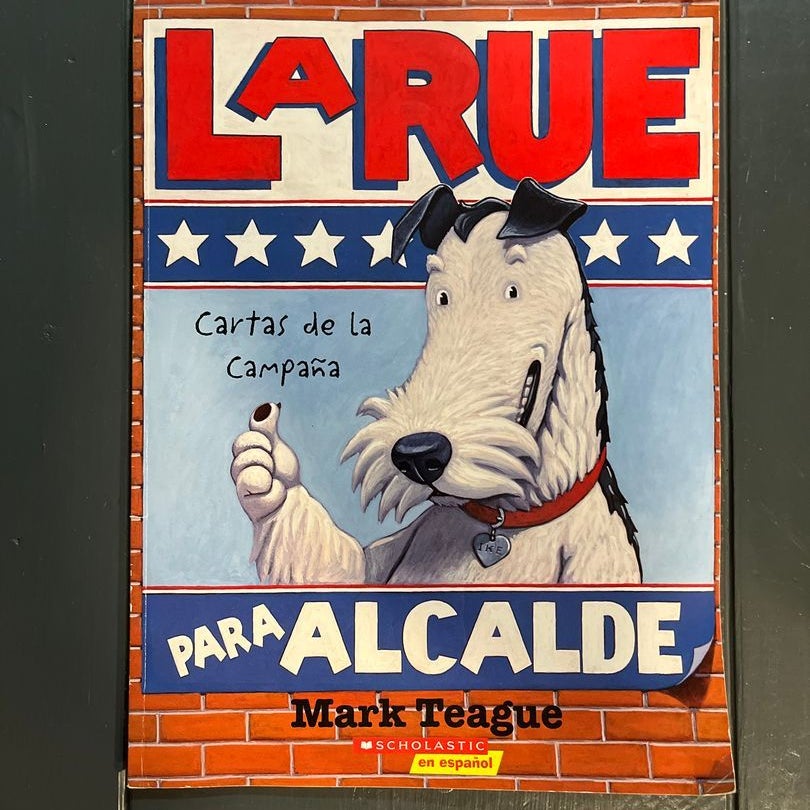 LARUE
Cartas de la
Campaña
IKE
PARA ALCALDE
Mark Teague
SCHOLASTIC
en español